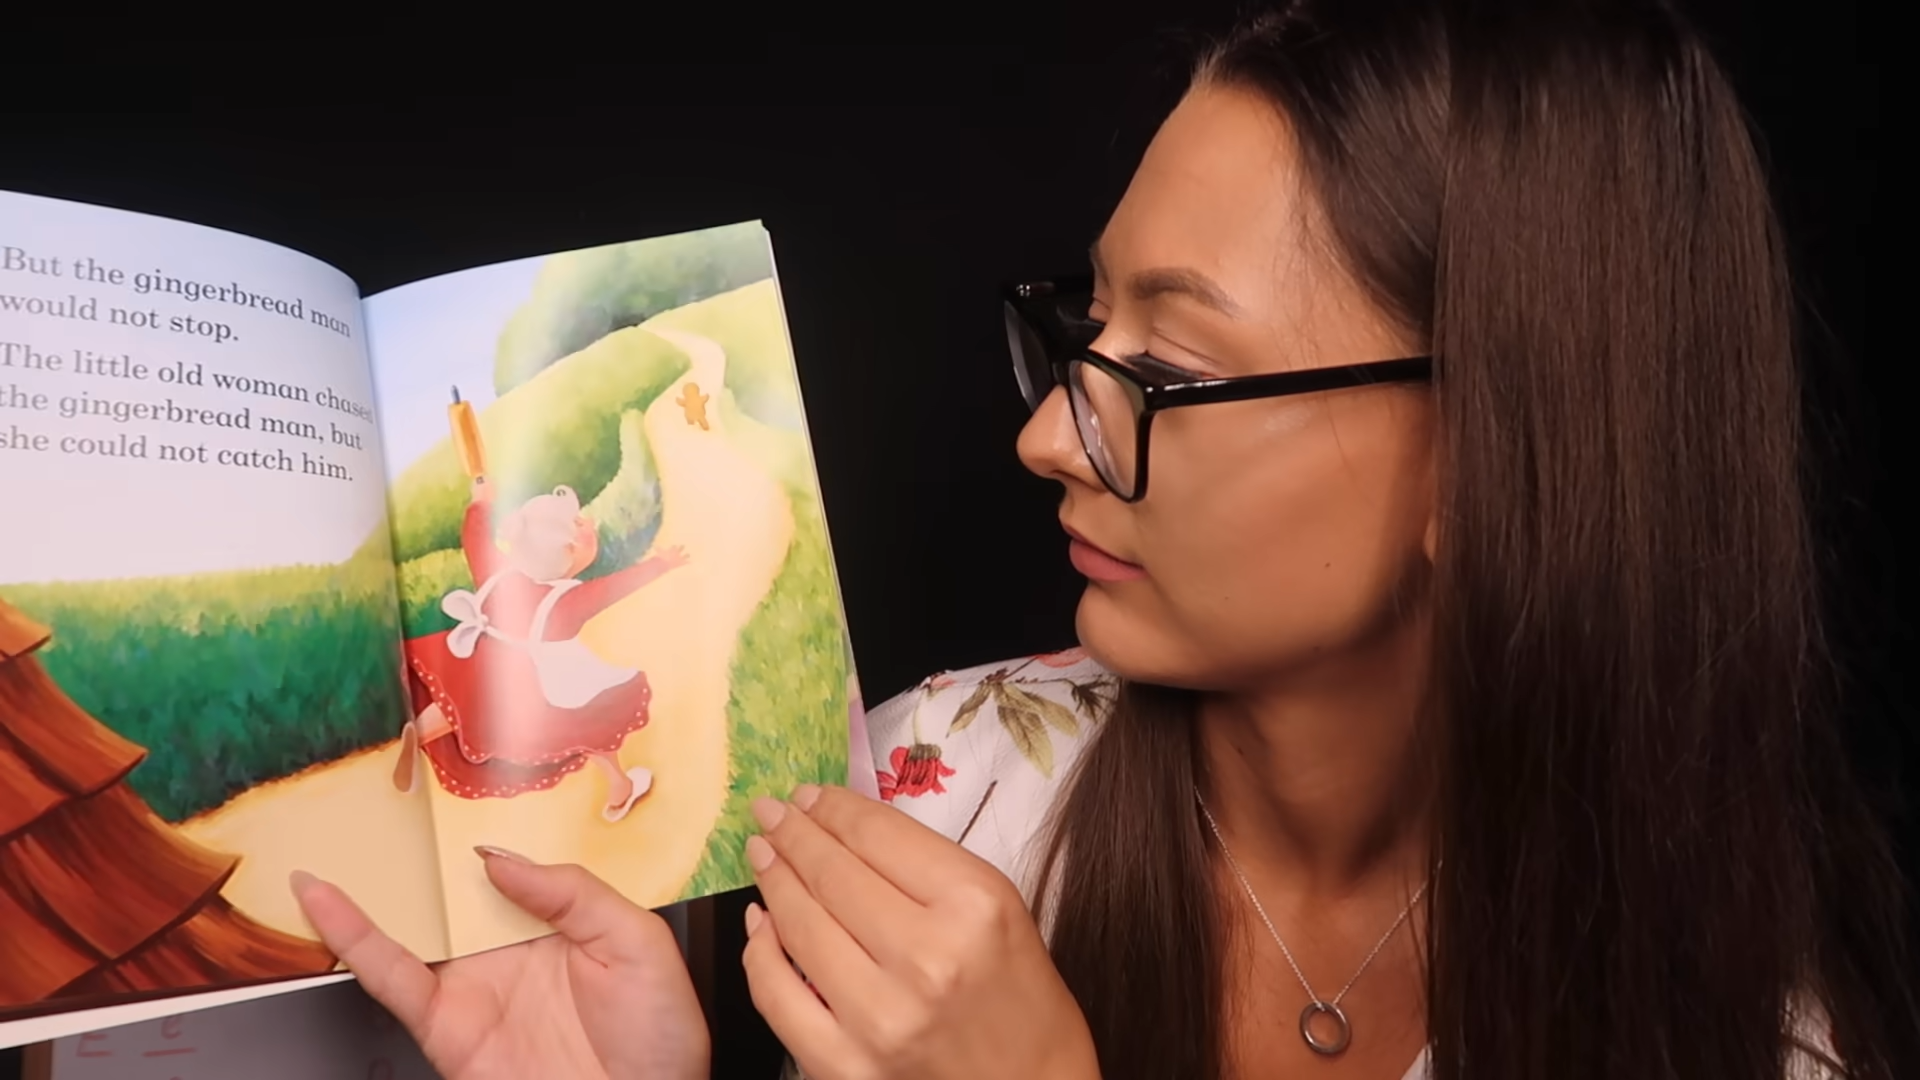 But the gingerbread man
would not stop.
The little old woman chased
the gingerbread man, but
she could not catch him.
E e